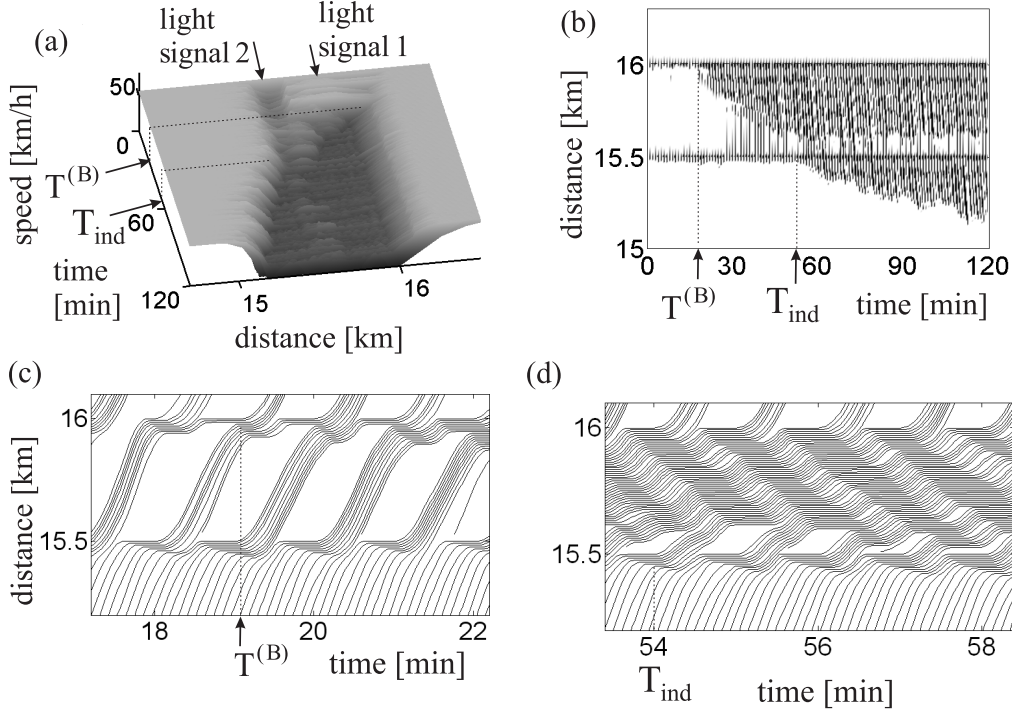 (a)
light
signal 2
light
signal 1
50
0
T(B)
Tind
60
120
speed [km/h]
time
[min]
15
16
distance [km]
(b)
16
15.5
15
distance [km]
0
30
60
90
120
T(B)
Tind
time [min]
(c)
16
15.5
distance [km]
18
20
22
T(B)
time [min]
(d)
16
15.5
54
56
58
Tind
time [min]